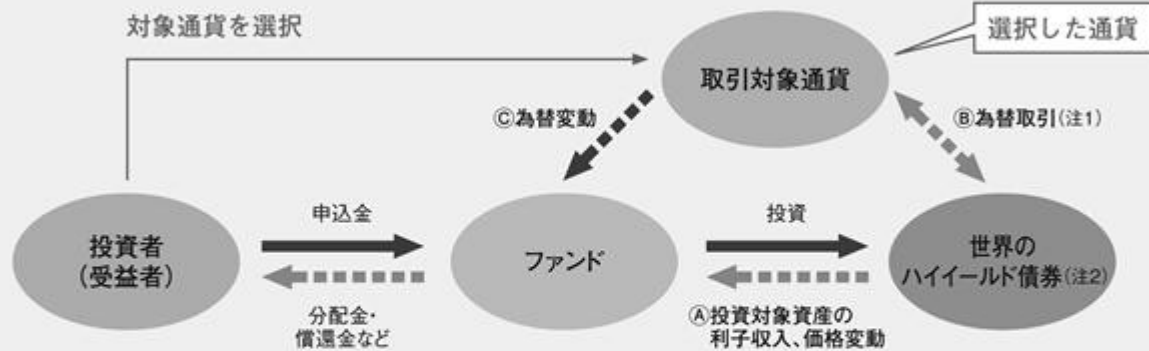 対象通貨を選択
選択した通貨
取引対象通貨
Ⓒ為替変動
Ⓑ為替取引(注1)
投資者
(受益者)
申込金
分配金・
償還金など
ファンド
投資
Ⓐ投資対象資産の
利子収入、価格変動
世界の
ハイイールド債券(注2)